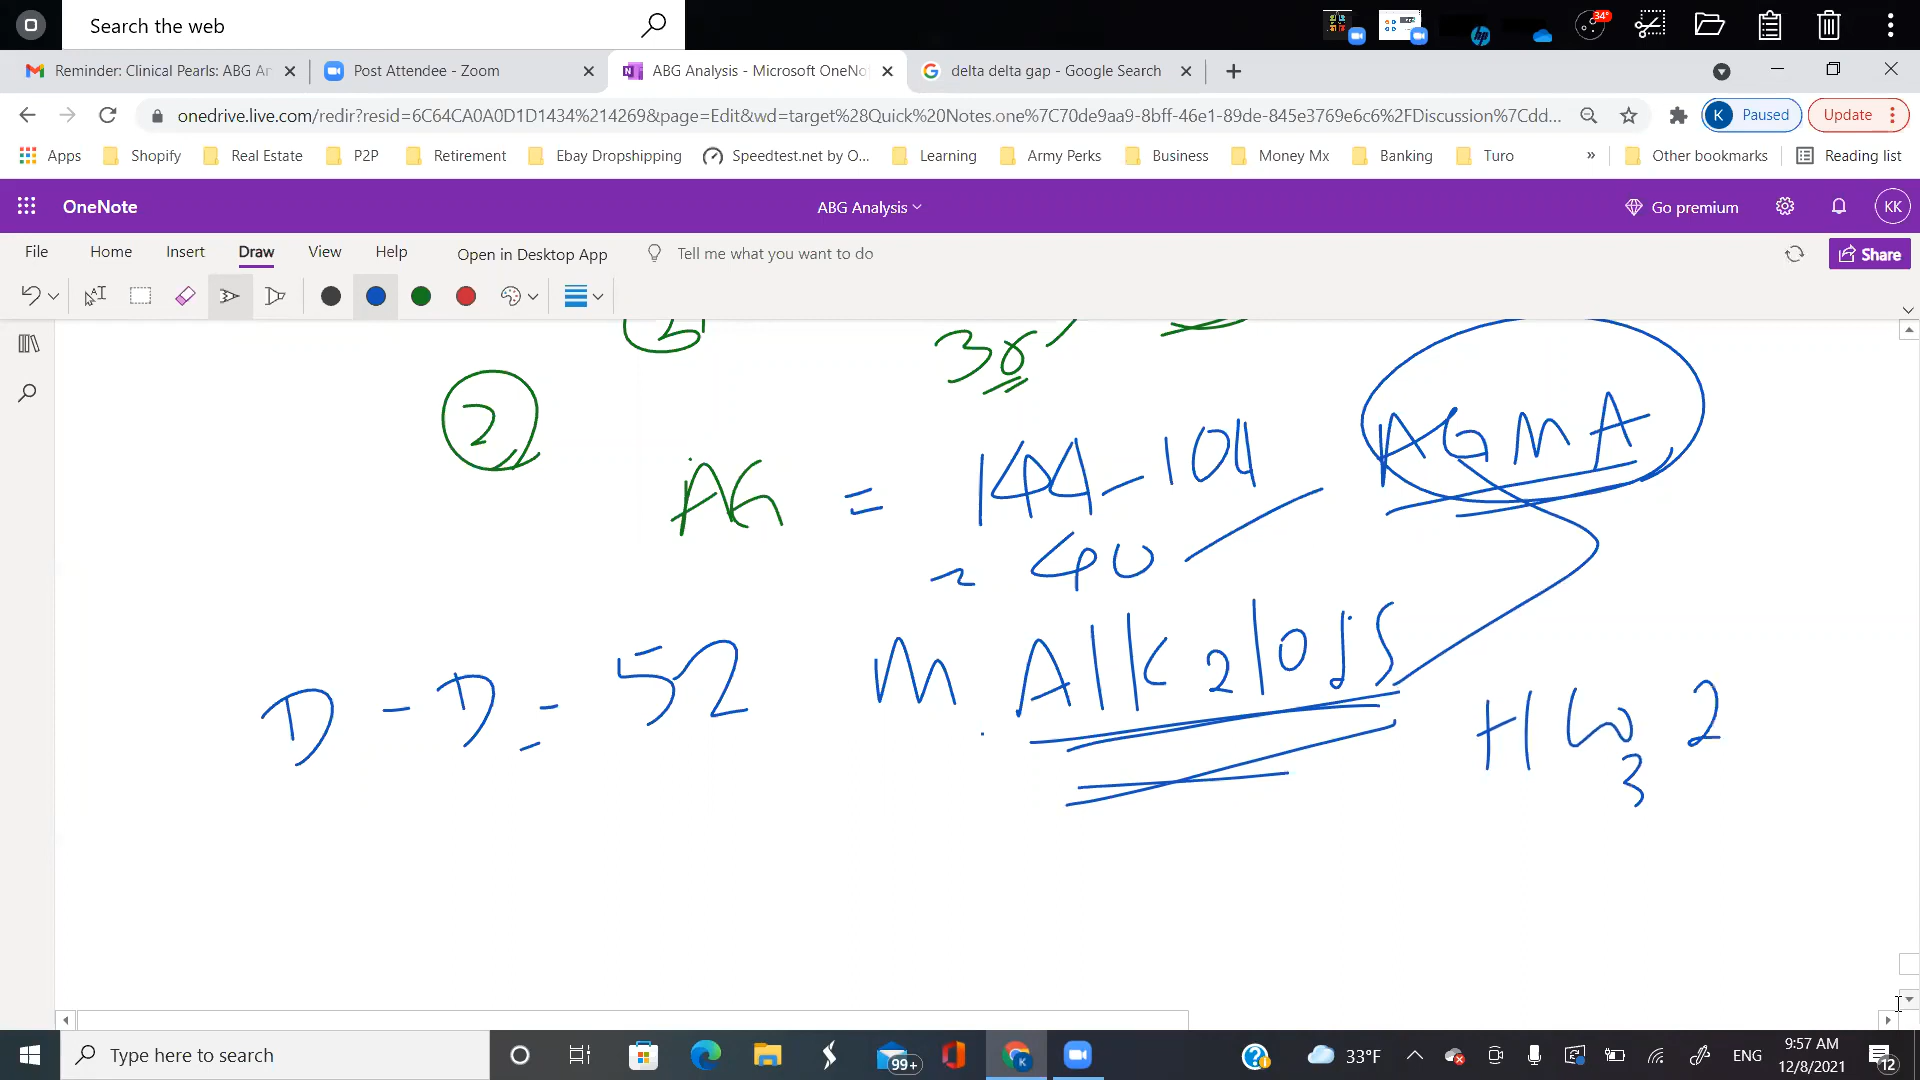 Search the web
34°
Reminder: Clinical Pearls: ABG An
Post Attendee - Zoom
ABG Analysis - Microsoft OneNo
delta delta gap - Google Search
onedrive.live.com/redir?resid=6C64CA0A0D1D1434%214269&page=Edit&wd=target%28Quick%20Notes.one%7C70de9aa9-8bff-46e1-89de-845e3769e6c6%2FDiscussion%7Cdd...
K Paused
Update
Apps Shopify Real Estate P2P Retirement Ebay Dropshipping Speedtest.net by O... Learning Army Perks Business Money Mx Banking Turo » Other bookmarks Reading list
OneNote
ABG Analysis
Go premium
KK
File Home Insert Draw View Help Open in Desktop App Tell me what you want to do
Share
38
2
AGMA
AG = 144-104
= 40
D-D = 52 M. Alkaloss HCO3 2
Type here to search
99+
33°F
ENG
9:57 AM
12/8/2021
12